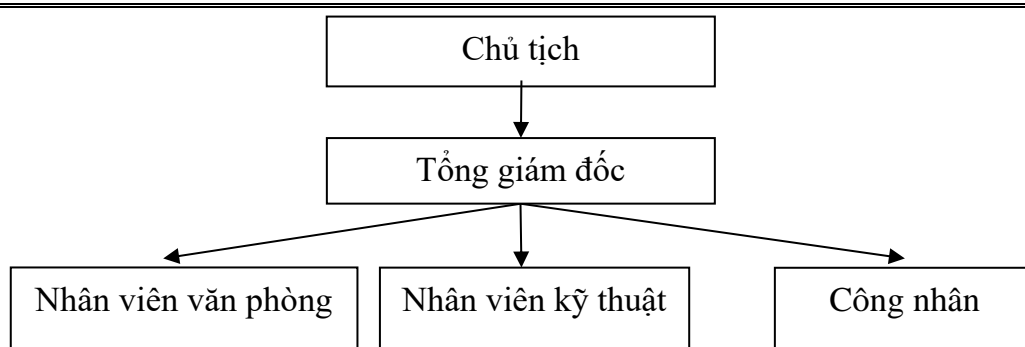 Chủ tịch
Tổng giám đốc
Nhân viên văn phòng
Nhân viên kỹ thuật
Công nhân